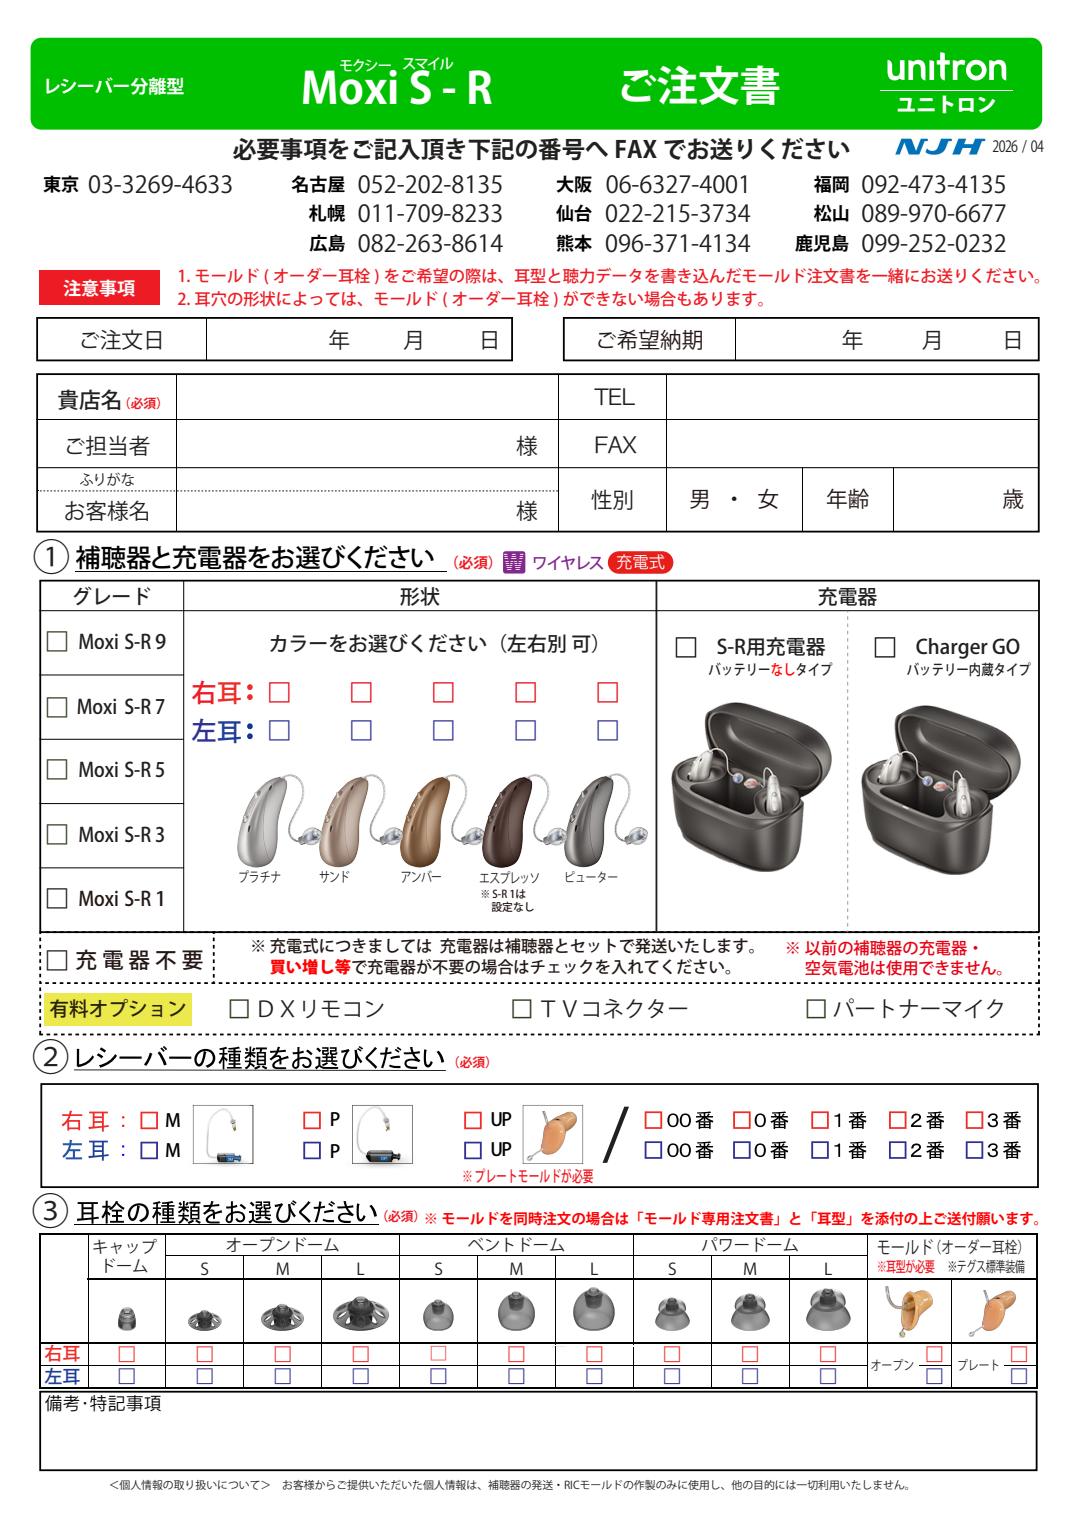 レシーバー分離型
モクシー スマイル
Moxi S - R
ご注文書
unitron
ユニトロン
必要事項をご記入頂き下記の番号へ FAX でお送りください
NJH 2026 / 04
東京 03-3269-4633 名古屋 052-202-8135 大阪 06-6327-4001 福岡 092-473-4135
札幌 011-709-8233 仙台 022-215-3734 松山 089-970-6677
広島 082-263-8614 熊本 096-371-4134 鹿児島 099-252-0232
注意事項
1. モールド ( オーダー耳栓 ) をご希望の際は、耳型と聴力データを書き込んだモールド注文書を一緒にお送りください。
2. 耳穴の形状によっては、モールド ( オーダー耳栓 ) ができない場合もあります。
ご注文日 年 月 日 ご希望納期 年 月 日
貴店名 (必須) TEL
ご担当者 様 FAX
ふりがな
お客様名 様 性別 男 ・ 女 年齢 歳
① 補聴器と充電器をお選びください (必須) W ワイヤレス 充電式
グレード 形状 充電器
Moxi S-R 9
Moxi S-R 7
Moxi S-R 5
Moxi S-R 3
Moxi S-R 1
カラーをお選びください（左右別 可）
右耳： □ □ □ □ □
左耳： □ □ □ □ □
プラチナ サンド アンバー エスプレッソ ピューター
※ S-R 1は
設定なし
□ S-R用充電器
バッテリーなしタイプ
□ Charger GO
バッテリー内蔵タイプ
□ 充電器不要
※ 充電式につきましては 充電器は補聴器とセットで発送いたします。
買い増し等で充電器が不要の場合はチェックを入れてください。
※ 以前の補聴器の充電器・
空気電池は使用できません。
有料オプション □ DXリモコン □ TVコネクター □ パートナーマイク
② レシーバーの種類をお選びください (必須)
右耳： □ M □ P □ UP / □00番 □0番 □1番 □2番 □3番
左耳： □ M □ P □ UP □00番 □0番 □1番 □2番 □3番
※プレートモールドが必要
③ 耳栓の種類をお選びください (必須) ※ モールドを同時注文の場合は「モールド専用注文書」と「耳型」を添付の上ご送付願います。
キャップ
ドーム
オープンドーム ベントドーム パワードーム モールド（オーダー耳栓）
※耳型が必要 ※テグス標準装備
S M L S M L S M L
右耳 □ □ □ □ □ □ □ □ □ □ □ □
左耳 □ □ □ □ □ □ □ □ □ □ □ □
オープン プレート
備考・特記事項
＜個人情報の取り扱いについて＞ お客様からご提供いただいた個人情報は、補聴器の発送・RICモールドの作製のみに使用し、他の目的には一切利用いたしません。